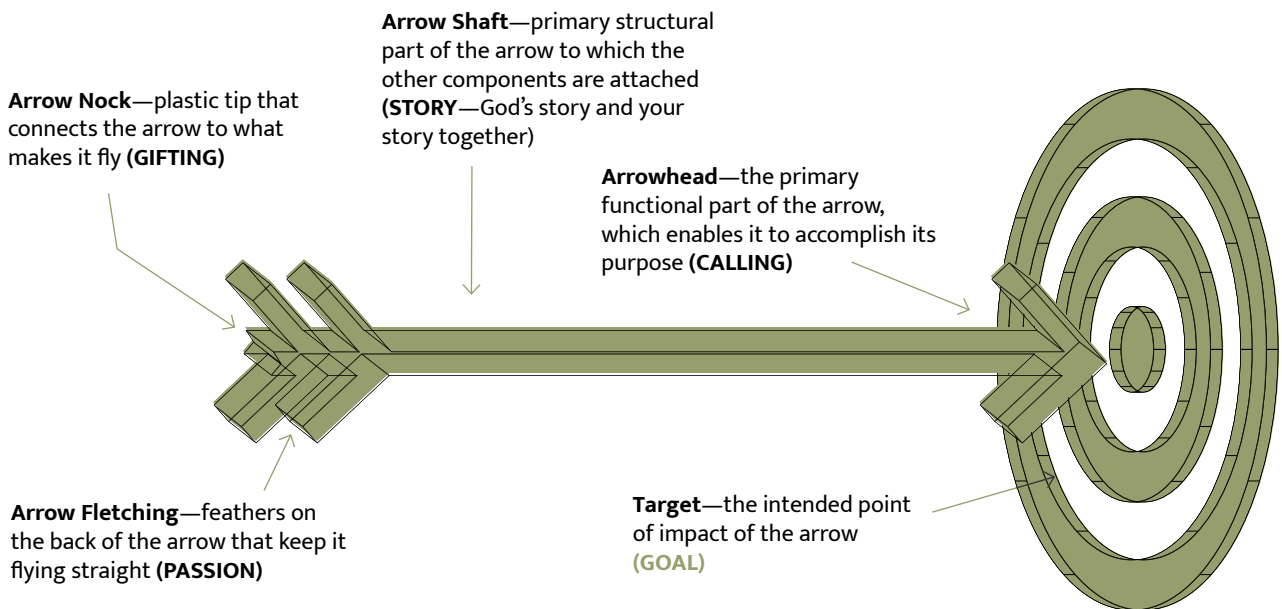 Arrow Shaft—primary structural
part of the arrow to which the
other components are attached
(STORY—God’s story and your
story together)
Arrow Nock—plastic tip that
connects the arrow to what
makes it fly (GIFTING)
Arrowhead—the primary
functional part of the arrow,
which enables it to accomplish its
purpose (CALLING)
Arrow Fletching—feathers on
the back of the arrow that keep it
flying straight (PASSION)
Target—the intended point
of impact of the arrow
(GOAL)